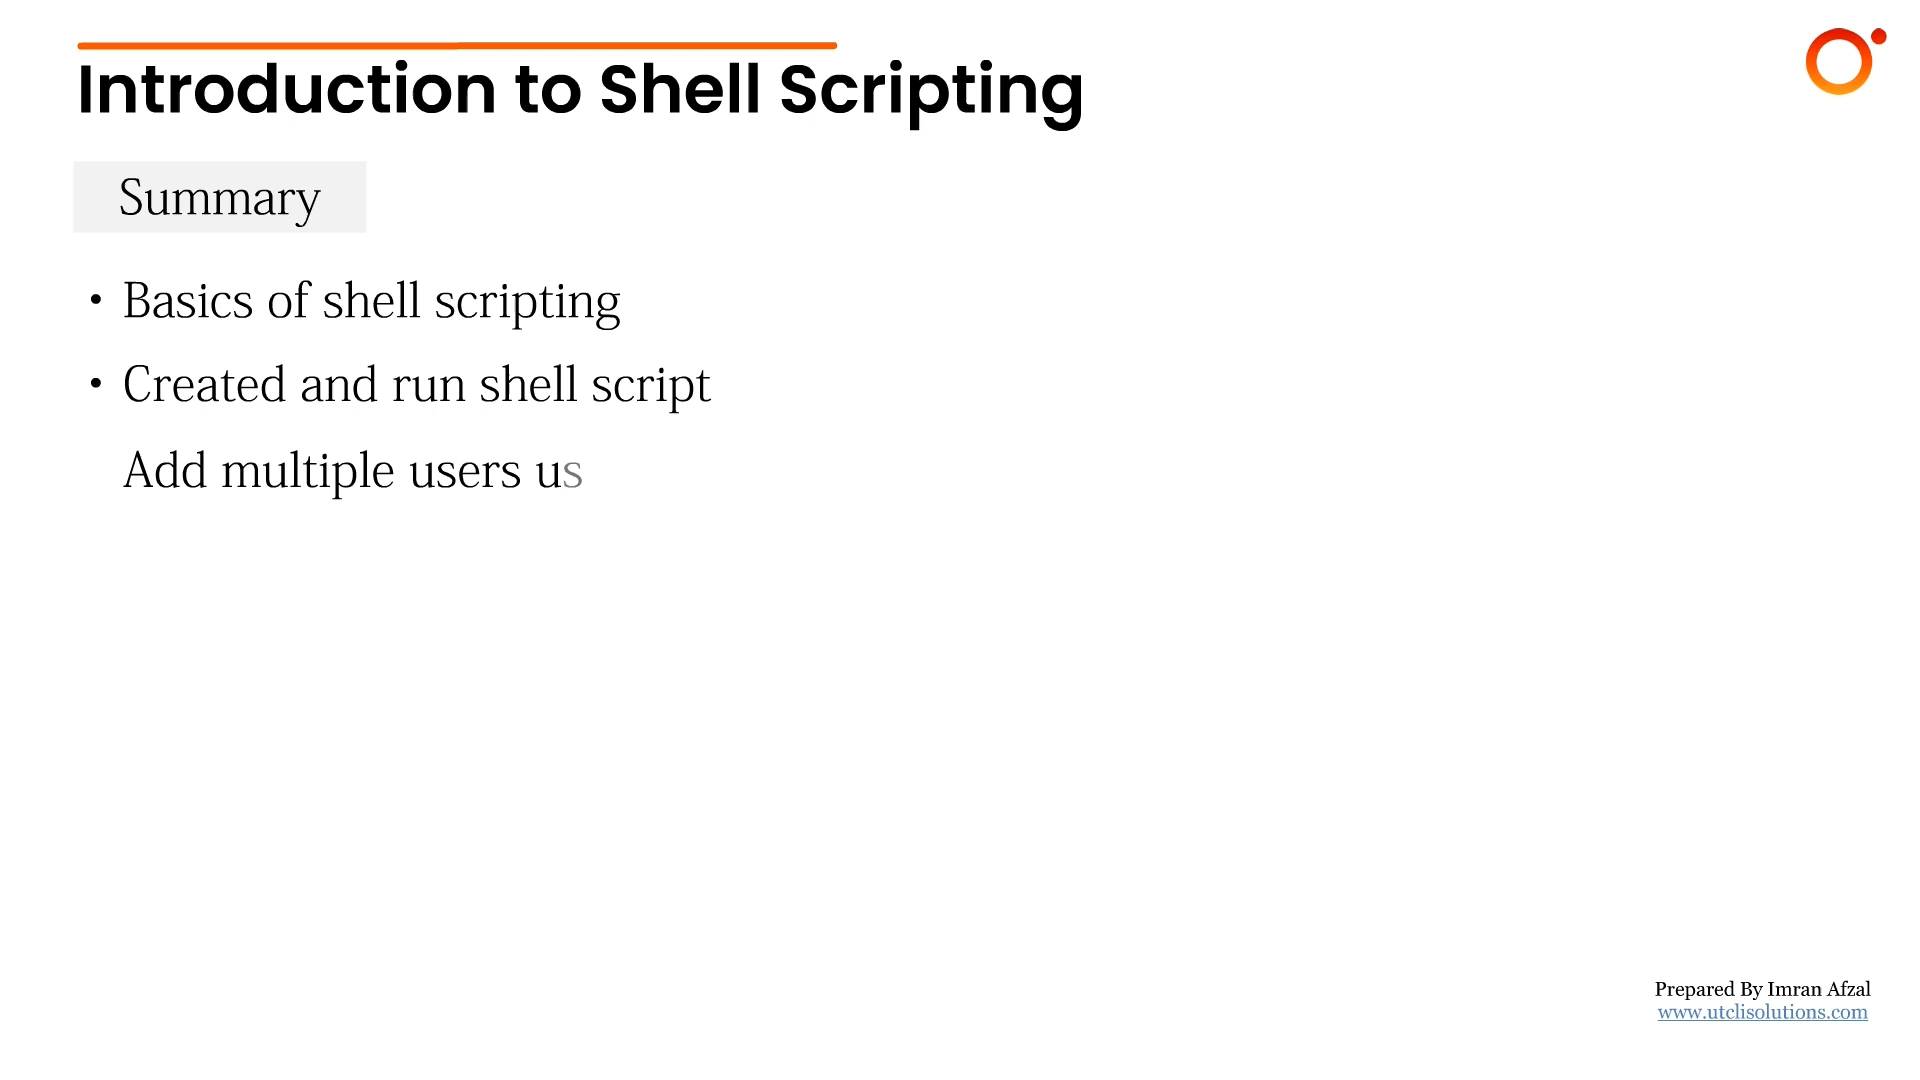 Introduction to Shell Scripting
Summary
• Basics of shell scripting
• Created and run shell script
Add multiple users us
Prepared By Imran Afzal
www.utclisolutions.com